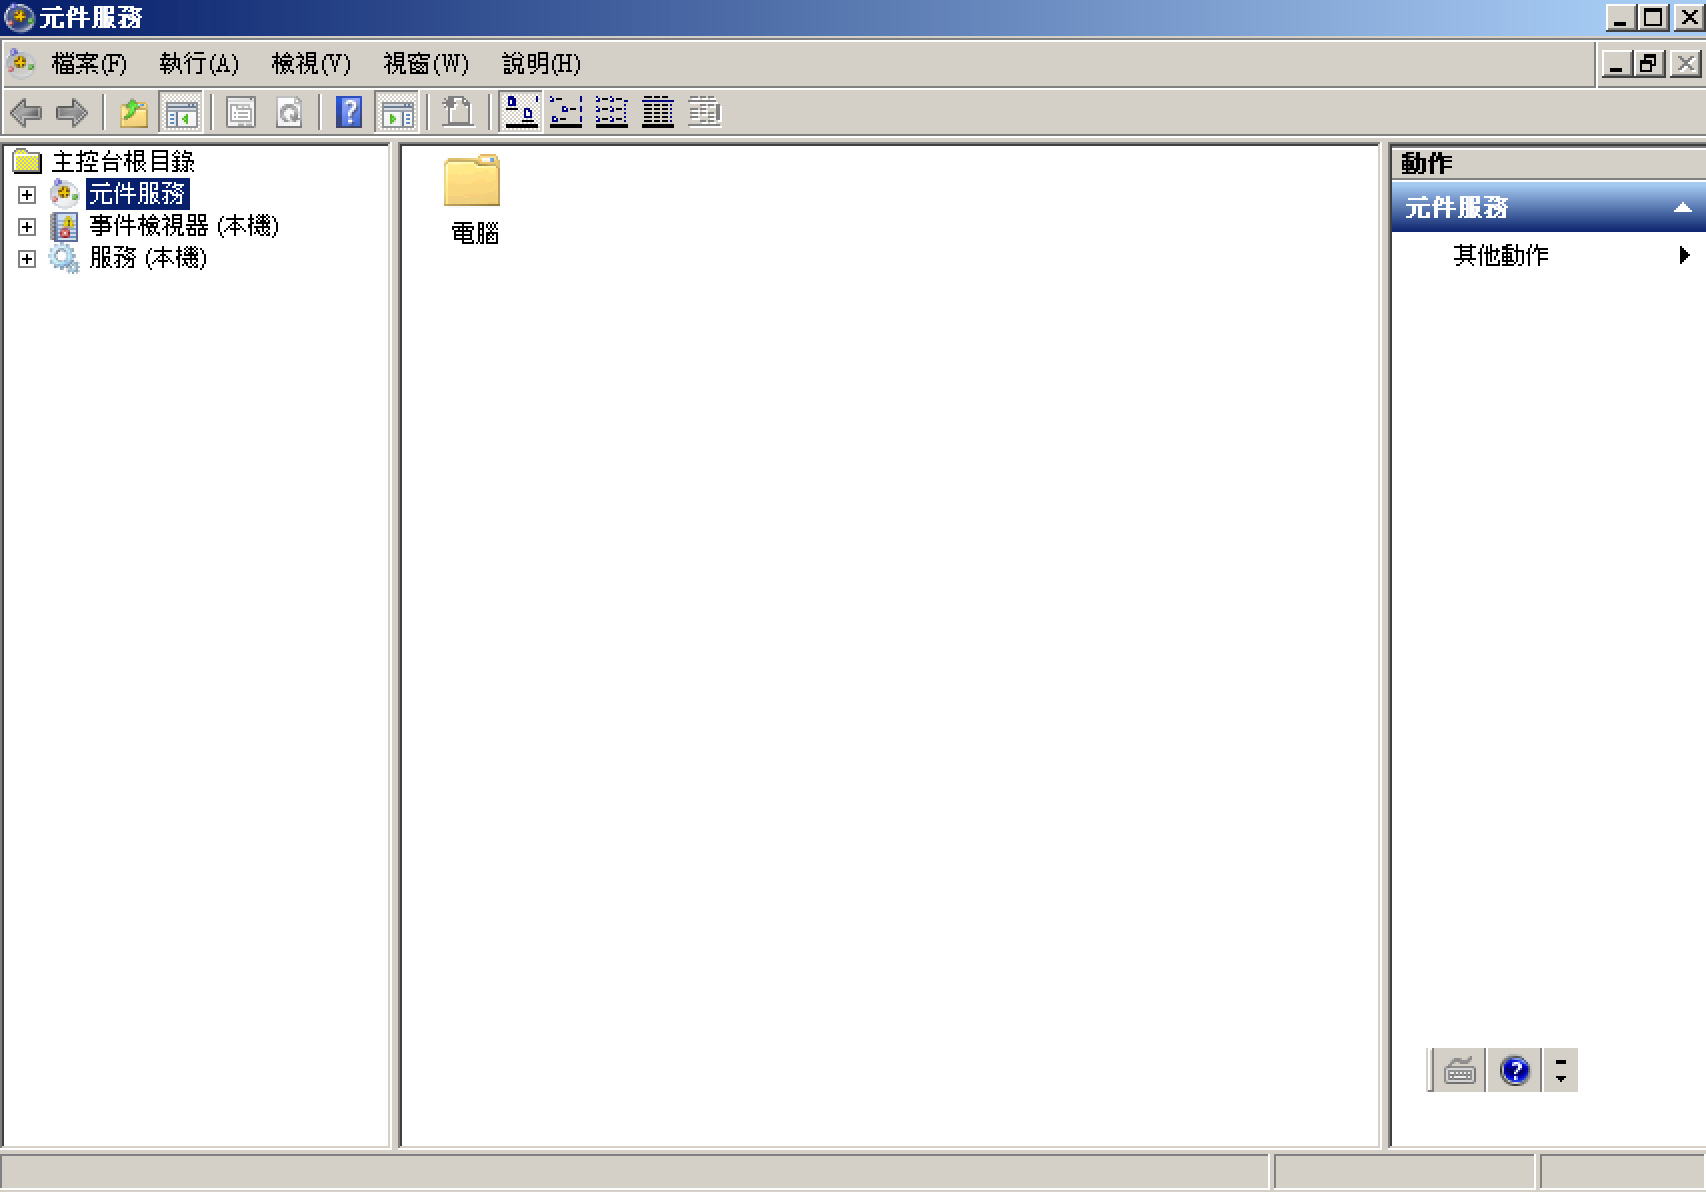 元件服務
檔案(F) 執行(A) 檢視(V) 視窗(W) 說明(H)
主控台根目錄
元件服務
事件檢視器 (本機)
服務 (本機)
電腦
動作
元件服務
其他動作